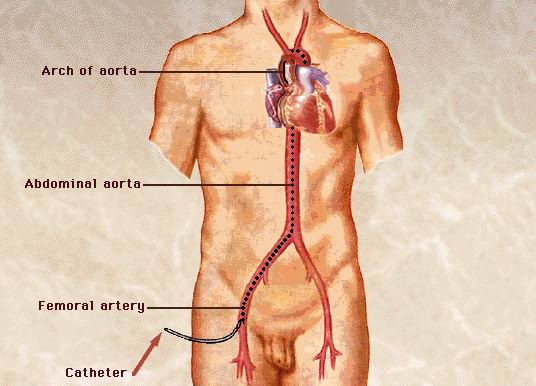 Arch of aorta
Abdominal aorta
Femoral artery
Catheter